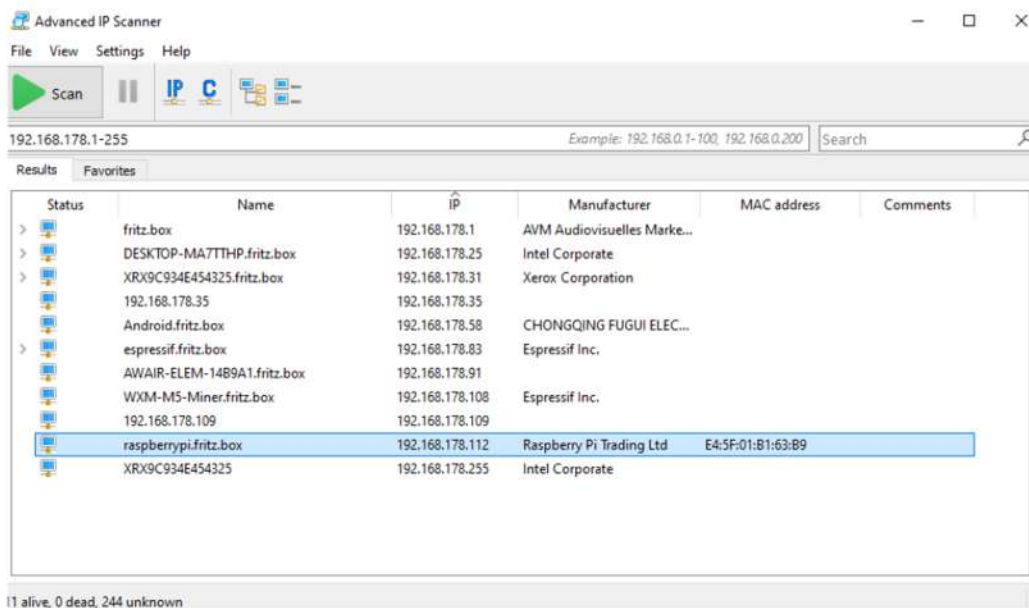 Advanced IP Scanner
File View Settings Help
Scan IP C
192.168.178.1-255 Example: 192.168.0.1-100, 192.168.0.200 Search
Results Favorites
Status Name IP Manufacturer MAC address Comments
fritz.box 192.168.178.1 AVM Audiovisuelles Marke...
DESKTOP-MA7TTHP.fritz.box 192.168.178.25 Intel Corporate
XRX9C934E454325.fritz.box 192.168.178.31 Xerox Corporation
192.168.178.35 192.168.178.35
Android.fritz.box 192.168.178.58 CHONGQING FUGUI ELEC...
espressif.fritz.box 192.168.178.83 Espressif Inc.
AWAIR-ELEM-14B9A1.fritz.box 192.168.178.91
WXM-M5-Miner.fritz.box 192.168.178.108 Espressif Inc.
192.168.178.109 192.168.178.109
raspberrypi.fritz.box 192.168.178.112 Raspberry Pi Trading Ltd E4:5F:01:B1:63:B9
XRX9C934E454325 192.168.178.255 Intel Corporate
11 alive, 0 dead, 244 unknown